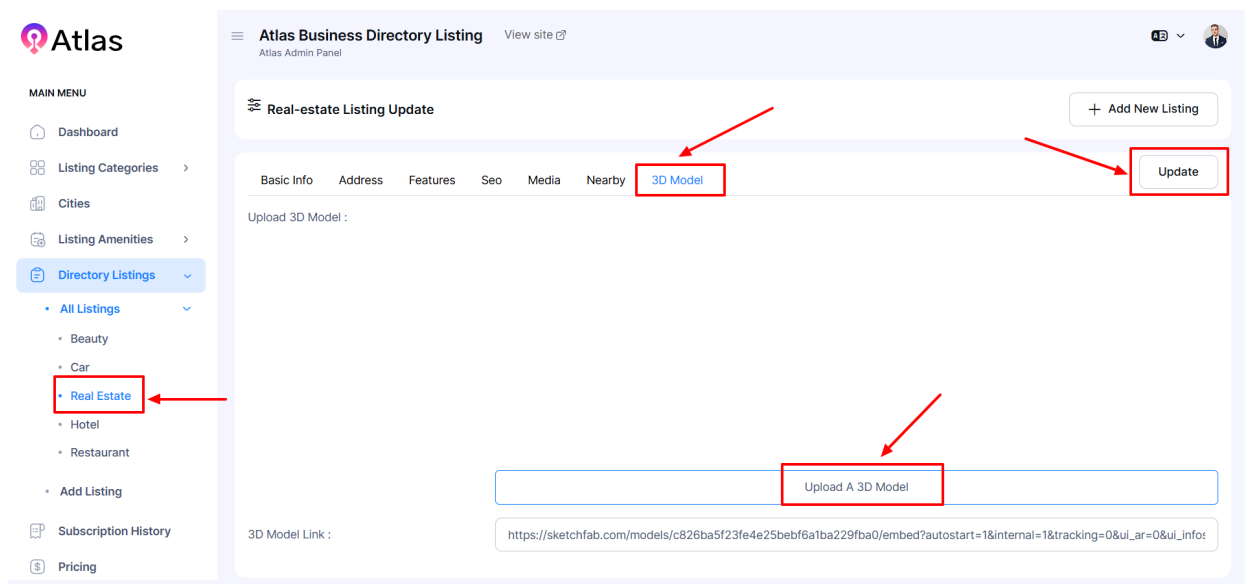 Atlas
MAIN MENU
Dashboard
Listing Categories
Cities
Listing Amenities
Directory Listings
All Listings
Beauty
Car
Real Estate
Hotel
Restaurant
Add Listing
Subscription History
Pricing
Atlas Business Directory Listing
View site
Atlas Admin Panel
Real-estate Listing Update
+ Add New Listing
Basic Info Address Features Seo Media Nearby 3D Model
Update
Upload 3D Model :
Upload A 3D Model
3D Model Link :
https://sketchfab.com/models/c826ba5f23fe4e25bebf6a1ba229fba0/embed?autostart=1&internal=1&tracking=0&ui_ar=0&ui_infos